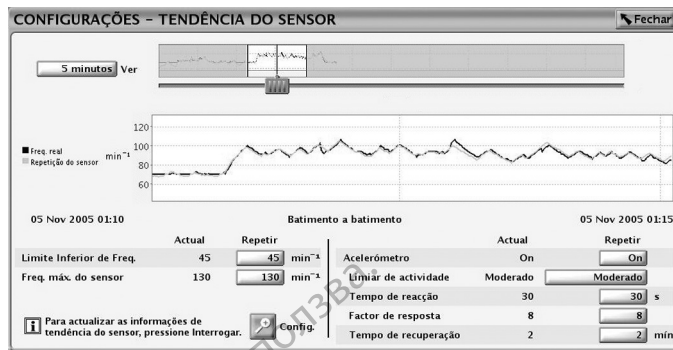 CONFIGURAÇÕES – TENDÊNCIA DO SENSOR
Fechar
5 minutos Ver
120
100
80
60
min⁻¹
Freq. real
Repetição do sensor
05 Nov 2005 01:10 Batimento a batimento 05 Nov 2005 01:15
Actual Repetir
Limite Inferior de Freq. 45 45 min⁻¹
Freq. máx. do sensor 130 130 min⁻¹
Para actualizar as informações de
tendência do sensor, pressione Interrogar.
Config.
Actual Repetir
Acelerómetro On On
Limiar de actividade Moderado Moderado
Tempo de reacção 30 30 s
Factor de resposta 8 8
Tempo de recuperação 2 2 min